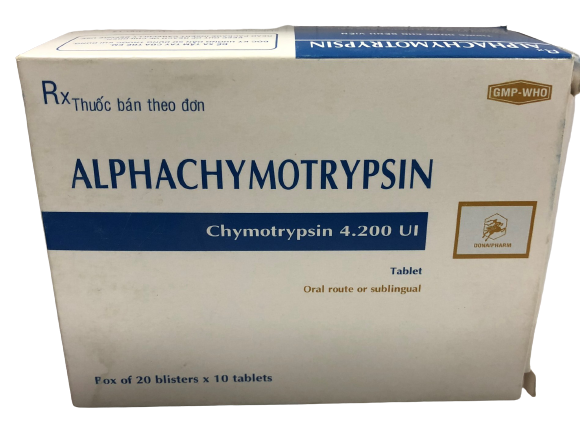 ALPHACHYMOTRYPSIN
Rx Thuốc bán theo đơn
GMP-WHO
ALPHACHYMOTRYPSIN
Chymotrypsin 4.200 UI
DONAIPHARM
Tablet
Oral route or sublingual
Box of 20 blisters x 10 tablets